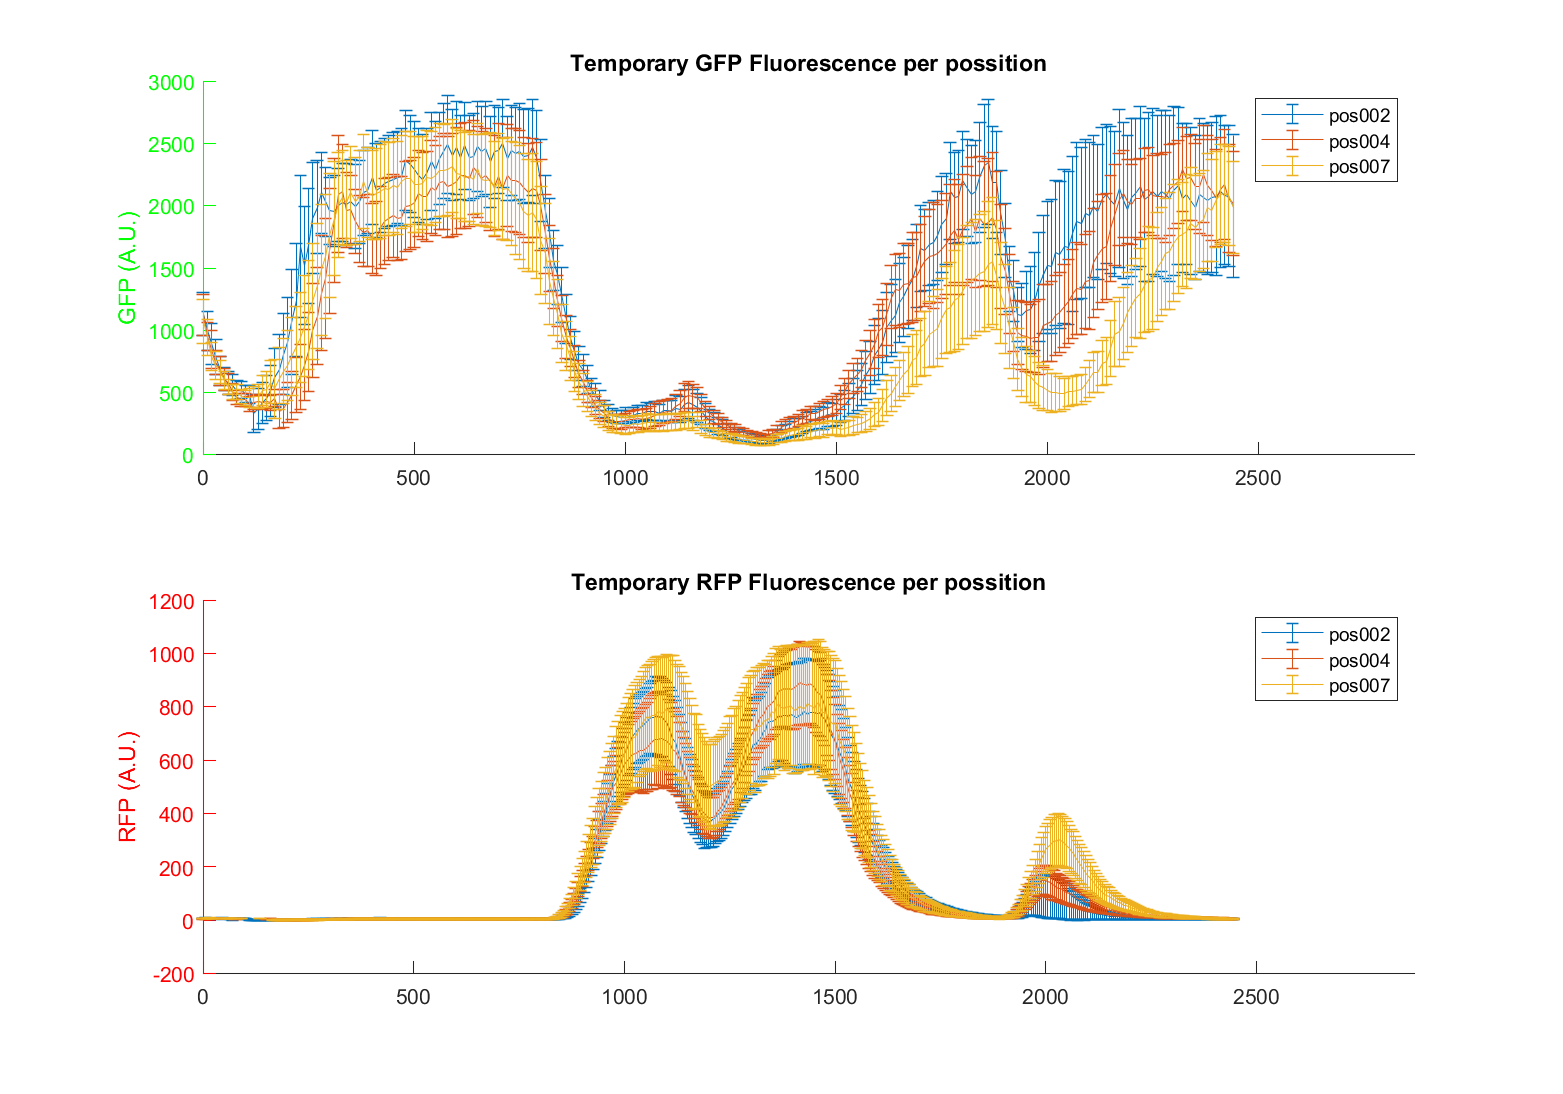 Temporary GFP Fluorescence per possition
GFP (A.U.)
3000
2500
2000
1500
1000
500
0
0 500 1000 1500 2000 2500
pos002
pos004
pos007
Temporary RFP Fluorescence per possition
RFP (A.U.)
1200
1000
800
600
400
200
0
-200
0 500 1000 1500 2000 2500
pos002
pos004
pos007